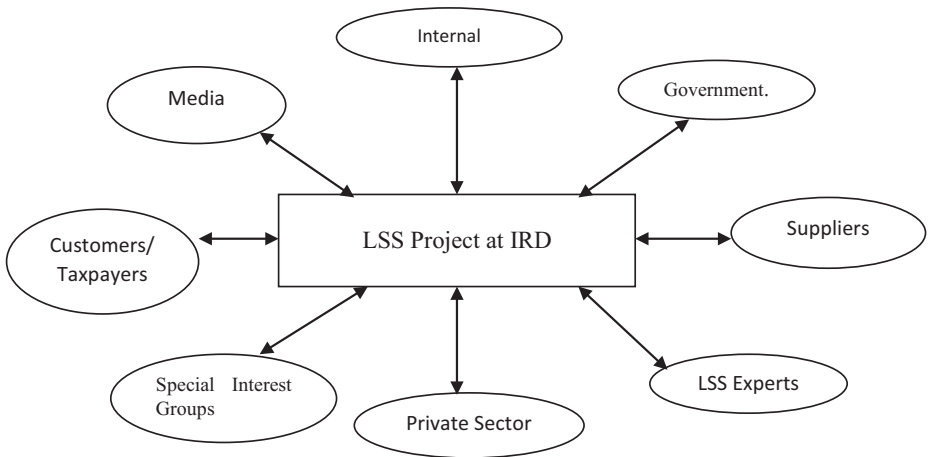 Internal
Media
Government.
LSS Project at IRD
Customers/
Taxpayers
Suppliers
Special Interest
Groups
LSS Experts
Private Sector